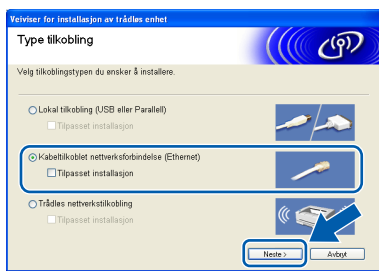 Veiviser for installasjon av trådløs enhet
Type tilkobling
Velg tilkoblingstypen du ønsker å installere.
Lokal tilkobling (USB eller Parallell)
Tilpasset installasjon
Kabeltilkoblet nettverksforbindelse (Ethernet)
Tilpasset installasjon
Trådløs nettverkstilkobling
Tilpasset installasjon
Neste > Avbryt